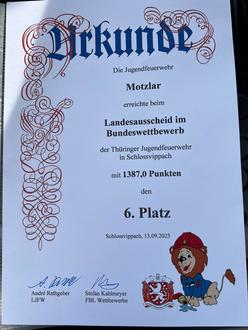 Urkunde
Die Jugendfeuerwehr
Motzlar
erreichte beim
Landesausscheid im
Bundeswettbewerb
der Thüringer Jugendfeuerwehr
in Schlossvippach
mit 1387,0 Punkten
den
6. Platz
Schlossvippach, 13.09.2025
André Rathgeber Stefan Kahlmeyer
LJFW FBL Wettbewerbe